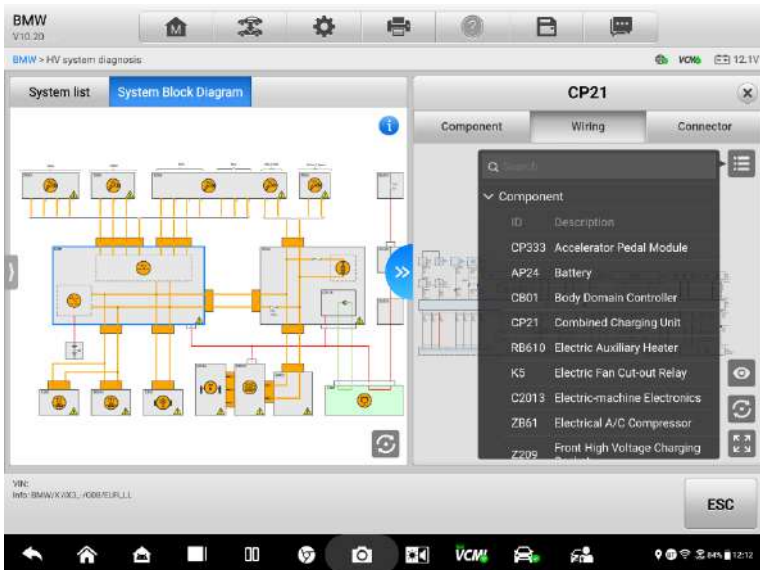 BMW
V10.20
BMW > HV system diagnosis
VCMI
12.1V
System list
System Block Diagram
CP21
Component
Wiring
Connector
Search
Component
ID Description
CP333 Accelerator Pedal Module
AP24 Battery
CB01 Body Domain Controller
CP21 Combined Charging Unit
RB610 Electric Auxiliary Heater
K5 Electric Fan Cut-out Relay
C2013 Electric-machine Electronics
ZB61 Electrical A/C Compressor
Z209 Front High Voltage Charging
VIN:
ESC
VCMI
84% 12:12